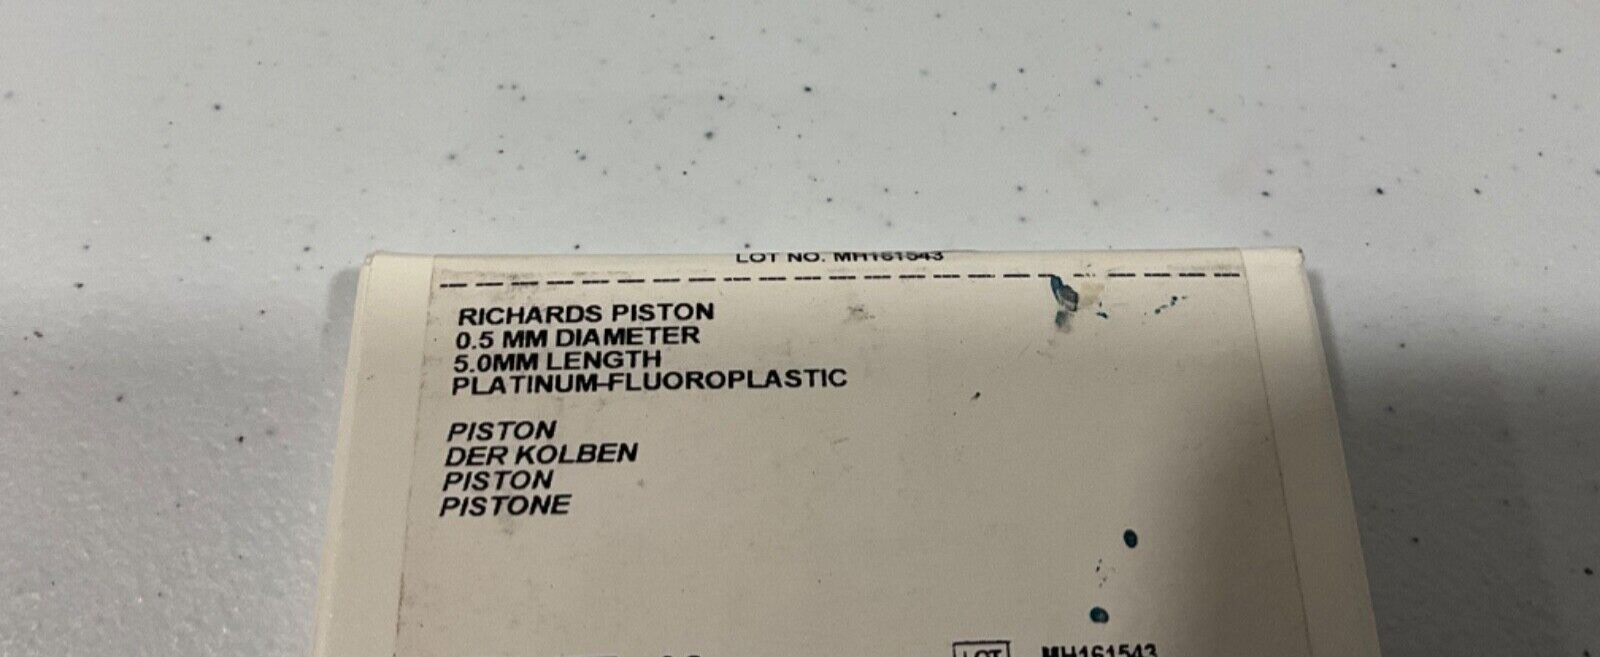 LOT NO. MH161543
RICHARDS PISTON
0.5 MM DIAMETER
5.0MM LENGTH
PLATINUM-FLUOROPLASTIC
PISTON
DER KOLBEN
PISTON
PISTONE
LOT MH161543